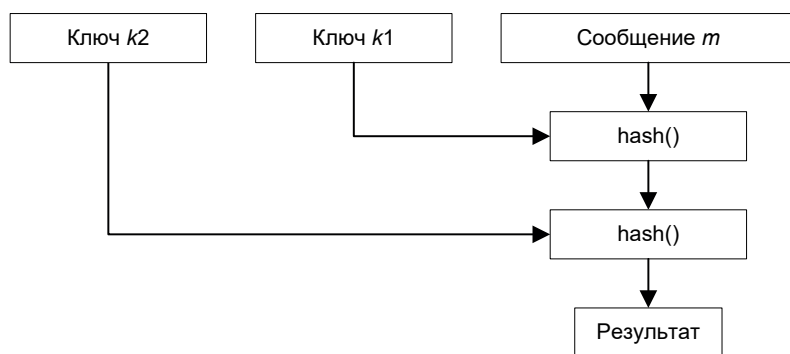 Ключ k2
Ключ k1
Сообщение m
hash()
hash()
Результат